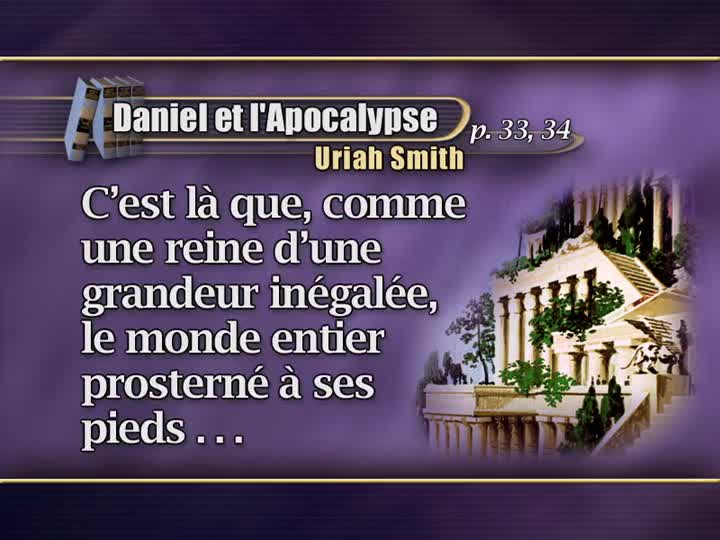 Daniel et l'Apocalypse
p. 33, 34
Uriah Smith
C’est là que, comme
une reine d’une
grandeur inégalée,
le monde entier
prosterné à ses
pieds . . .